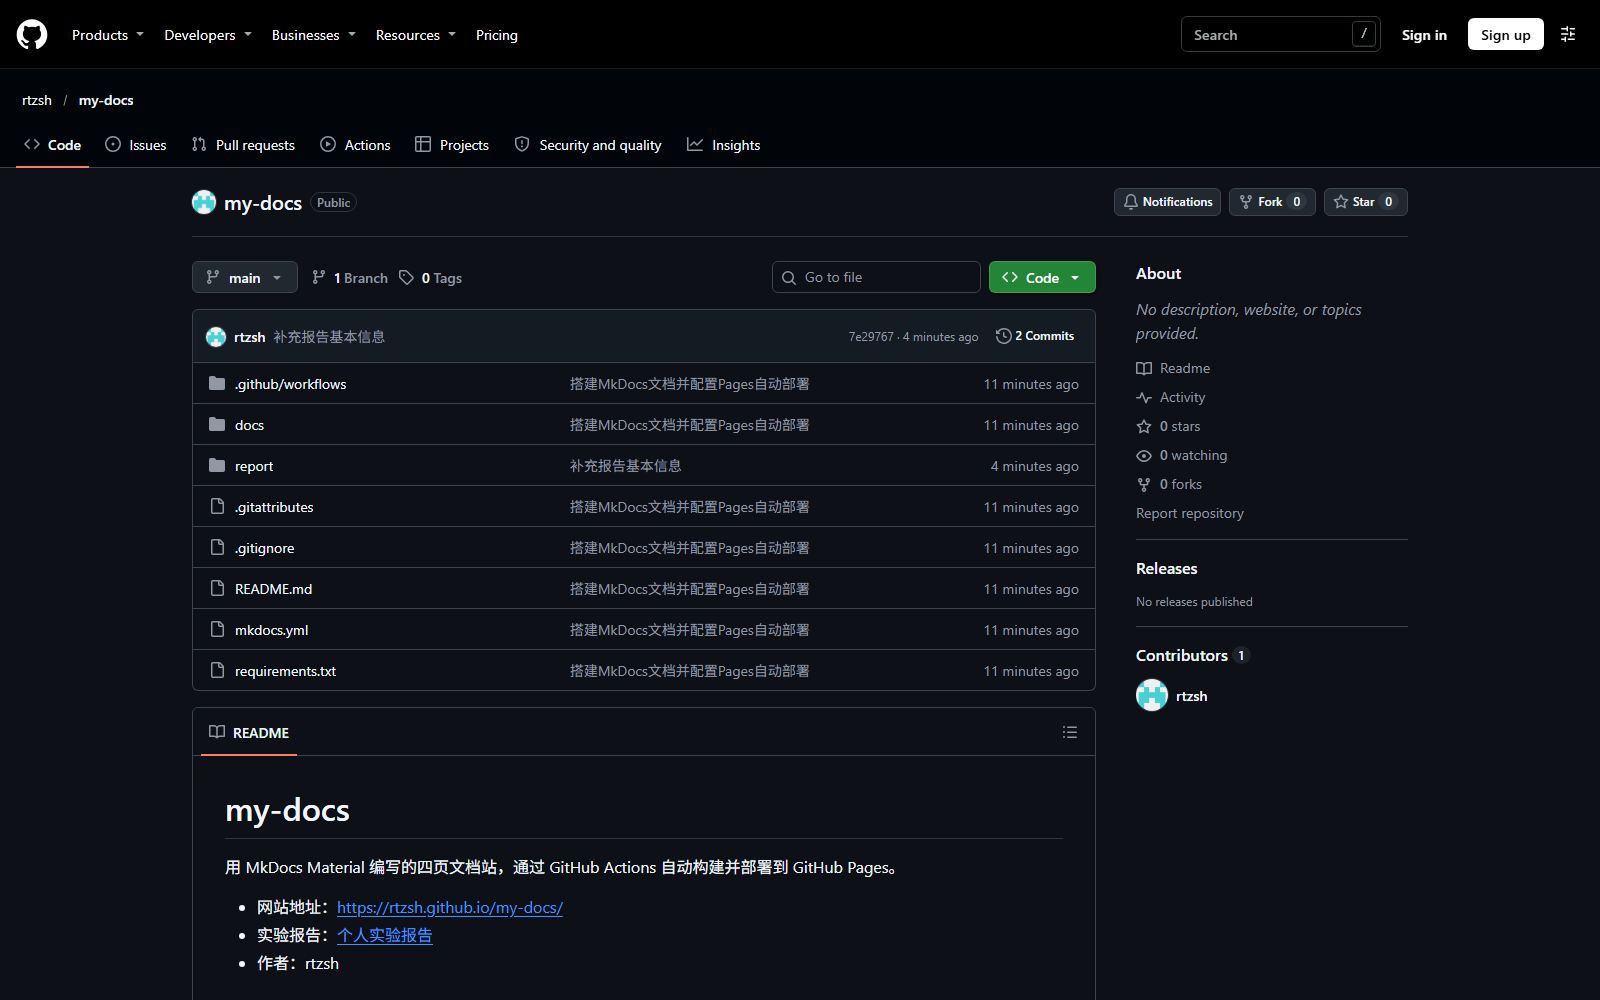 Products Developers Businesses Resources Pricing Search / Sign in Sign up
rtzsh / my-docs
Code Issues Pull requests Actions Projects Security and quality Insights
my-docs Public Notifications Fork 0 Star 0
main 1 Branch 0 Tags Go to file Code
rtzsh 补充报告基本信息 7e29767 · 4 minutes ago 2 Commits
.github/workflows 搭建MkDocs文档并配置Pages自动部署 11 minutes ago
docs 搭建MkDocs文档并配置Pages自动部署 11 minutes ago
report 补充报告基本信息 4 minutes ago
.gitattributes 搭建MkDocs文档并配置Pages自动部署 11 minutes ago
.gitignore 搭建MkDocs文档并配置Pages自动部署 11 minutes ago
README.md 搭建MkDocs文档并配置Pages自动部署 11 minutes ago
mkdocs.yml 搭建MkDocs文档并配置Pages自动部署 11 minutes ago
requirements.txt 搭建MkDocs文档并配置Pages自动部署 11 minutes ago
README
my-docs
用 MkDocs Material 编写的四页文档站，通过 GitHub Actions 自动构建并部署到 GitHub Pages。
网站地址：https://rtzsh.github.io/my-docs/
实验报告：个人实验报告
作者：rtzsh
About
No description, website, or topics
provided.
Readme
Activity
0 stars
0 watching
0 forks
Report repository
Releases
No releases published
Contributors 1
rtzsh